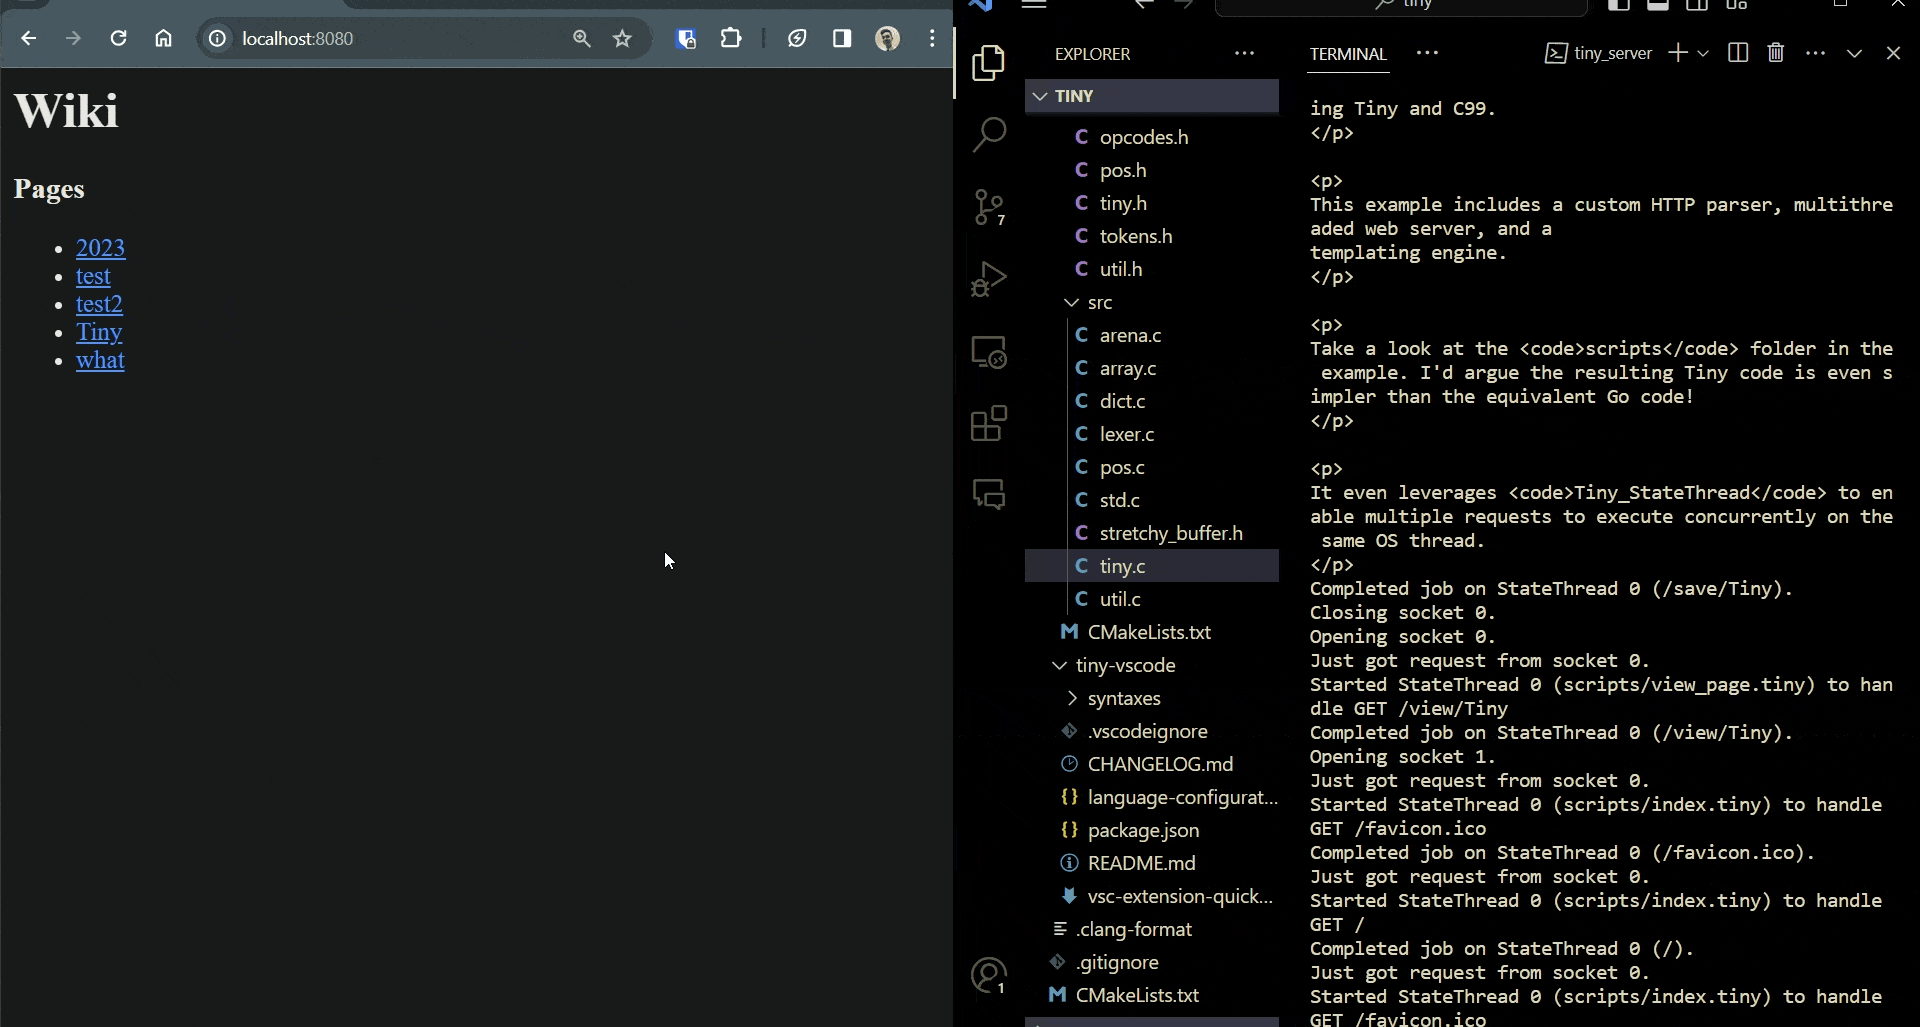 localhost:8080
Wiki
Pages
2023
test
test2
Tiny
what
tiny
EXPLORER
TINY
C opcodes.h
C pos.h
C tiny.h
C tokens.h
C util.h
src
C arena.c
C array.c
C dict.c
C lexer.c
C pos.c
C std.c
C stretchy_buffer.h
C tiny.c
C util.c
M CMakeLists.txt
tiny-vscode
syntaxes
.vscodeignore
CHANGELOG.md
{} language-configurat...
{} package.json
README.md
vsc-extension-quick...
.clang-format
.gitignore
M CMakeLists.txt
7
1
TERMINAL
tiny_server
ing Tiny and C99.
</p>
<p>
This example includes a custom HTTP parser, multithre
aded web server, and a
templating engine.
</p>
<p>
Take a look at the <code>scripts</code> folder in the
example. I'd argue the resulting Tiny code is even s
impler than the equivalent Go code!
</p>
<p>
It even leverages <code>Tiny_StateThread</code> to en
able multiple requests to execute concurrently on the
same OS thread.
</p>
Completed job on StateThread 0 (/save/Tiny).
Closing socket 0.
Opening socket 0.
Just got request from socket 0.
Started StateThread 0 (scripts/view_page.tiny) to han
dle GET /view/Tiny
Completed job on StateThread 0 (/view/Tiny).
Opening socket 1.
Just got request from socket 0.
Started StateThread 0 (scripts/index.tiny) to handle
GET /favicon.ico
Completed job on StateThread 0 (/favicon.ico).
Just got request from socket 0.
Started StateThread 0 (scripts/index.tiny) to handle
GET /
Completed job on StateThread 0 (/).
Just got request from socket 0.
Started StateThread 0 (scripts/index.tiny) to handle
GET /favicon.ico